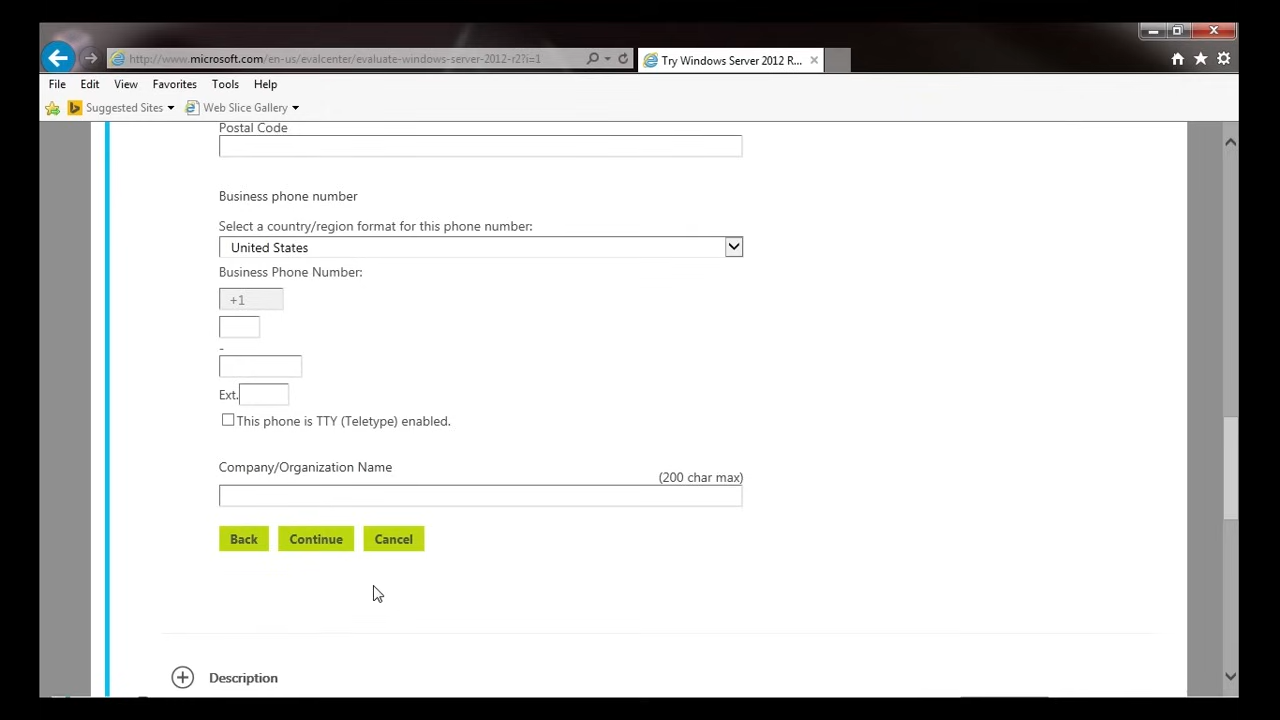 http://www.microsoft.com/en-us/evalcenter/evaluate-windows-server-2012-r2?i=1
Try Windows Server 2012 R...
File Edit View Favorites Tools Help
Suggested Sites Web Slice Gallery
Postal Code
Business phone number
Select a country/region format for this phone number:
United States
Business Phone Number:
+1
-
Ext.
This phone is TTY (Teletype) enabled.
Company/Organization Name
(200 char max)
Back Continue Cancel
Description